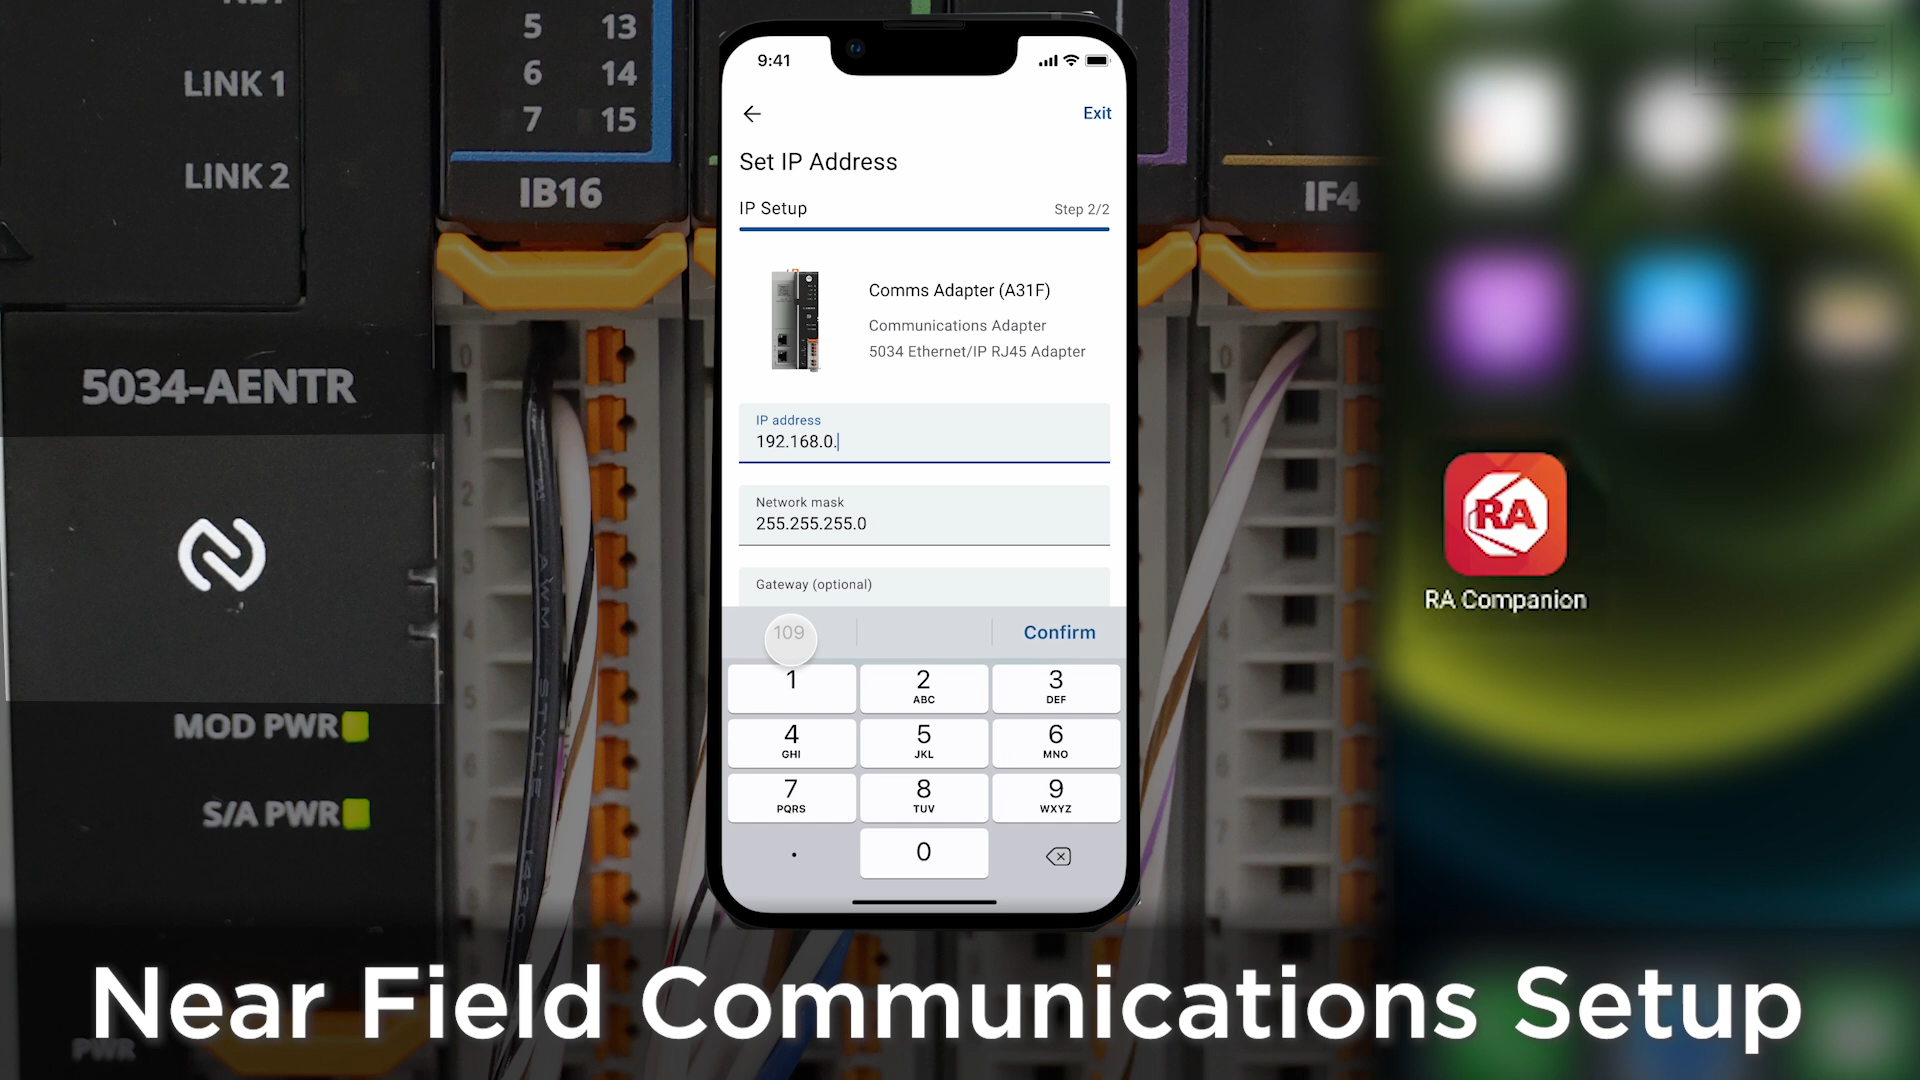 5 13
LINK 1
6 14
7 15
LINK 2
IB16
IF4
5034-AENTR
MOD PWR
S/A PWR
PWR
9:41
Exit
Set IP Address
IP Setup
Step 2/2
Comms Adapter (A31F)
Communications Adapter
5034 Ethernet/IP RJ45 Adapter
IP address
192.168.0.
Network mask
255.255.255.0
Gateway (optional)
109
Confirm
1
2
ABC
3
DEF
4
GHI
5
JKL
6
MNO
7
PQRS
8
TUV
9
WXYZ
.
0
RA
RA Companion
Near Field Communications Setup